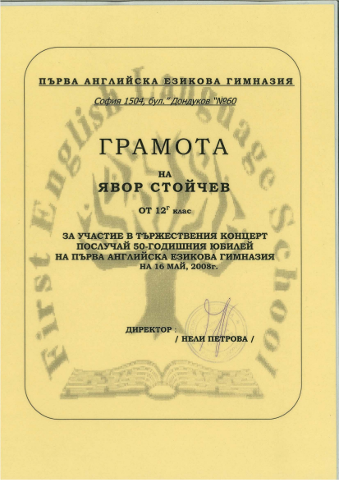 ПЪРВА АНГЛИЙСКА ЕЗИКОВА ГИМНАЗИЯ
София 1504, бул." Дондуков "№60
ГРАМОТА
НА
ЯВОР СТОЙЧЕВ
ОТ 12Г клас
ЗА УЧАСТИЕ В ТЪРЖЕСТВЕНИЯ КОНЦЕРТ
ПОСЛУЧАЙ 50-ГОДИШНИЯ ЮБИЛЕЙ
НА ПЪРВА АНГЛИЙСКА ЕЗИКОВА ГИМНАЗИЯ
НА 16 МАЙ, 2008г.
ДИРЕКТОР :
/ НЕЛИ ПЕТРОВА /
First English Language School